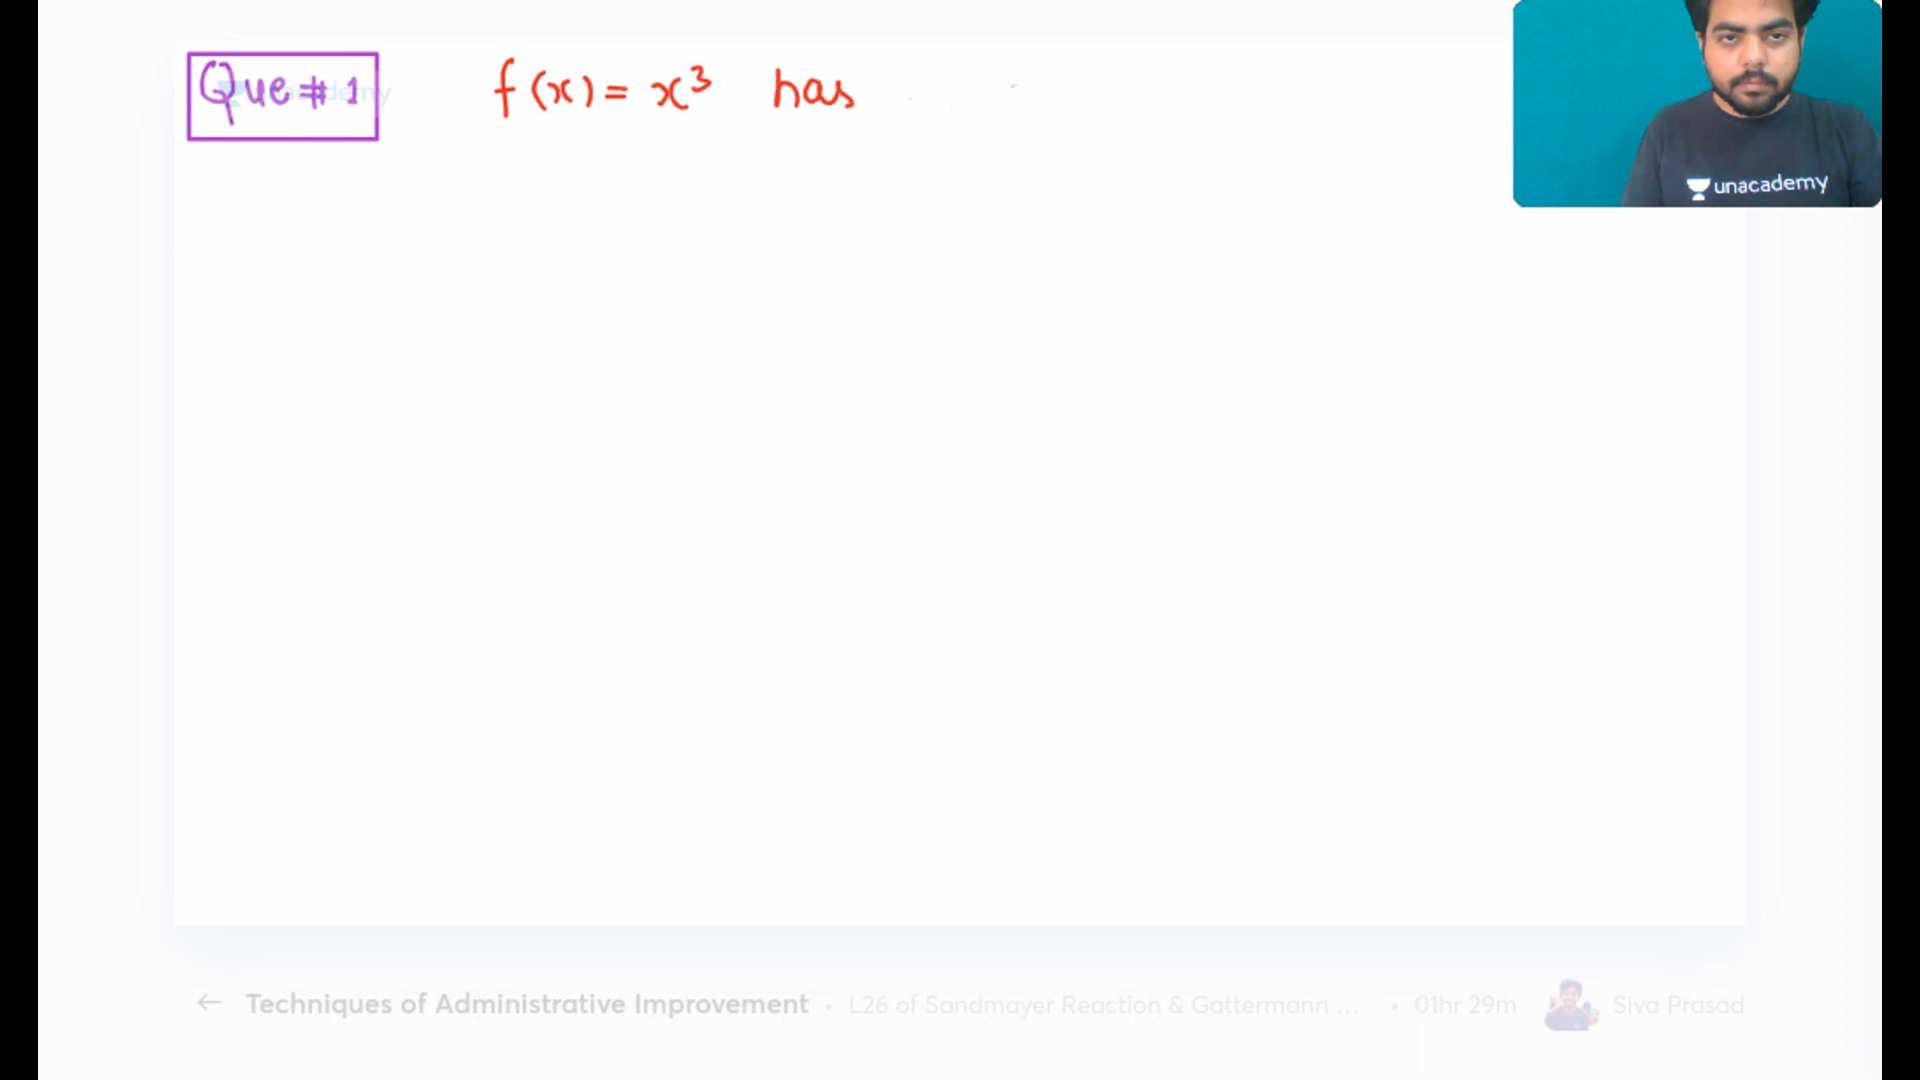 Que # 1 f(x) = x³ has
unacademy
← Techniques of Administrative Improvement • L26 of Sandmayer Reaction & Gattermann ... • 01hr 29m Siva Prasad